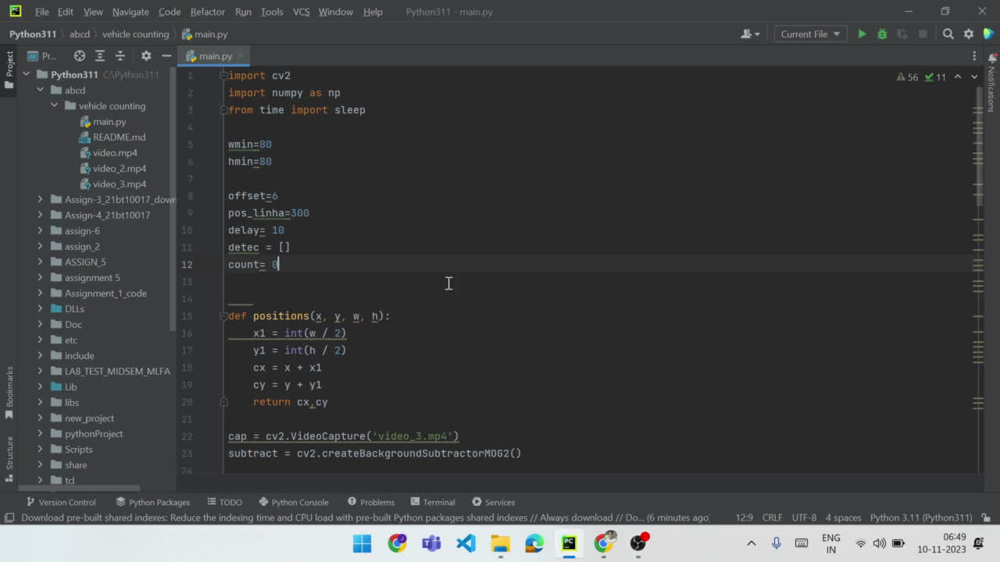 PC File Edit View Navigate Code Refactor Run Tools VCS Window Help Python311 - main.py
Python311 abcd vehicle counting main.py Current File
Project Pr... main.py
Python311 C:\Python311
abcd
vehicle counting
main.py
README.md
video.mp4
video_2.mp4
video_3.mp4
Assign-3_21bt10017_down
Assign-4_21bt10017
assign-6
assign_2
ASSIGN_5
assignment 5
Assignment_1_code
DLLs
Doc
etc
include
LAB_TEST_MIDSEM_MLFA
Lib
libs
new_project
pythonProject
Scripts
share
tcl
Bookmarks
Structure
1 import cv2
2 import numpy as np
3 from time import sleep
4
5 wmin=80
6 hmin=80
7
8 offset=6
9 pos_linha=300
10 delay= 10
11 detec = []
12 count= 0
13
14
15 def positions(x, y, w, h):
16 x1 = int(w / 2)
17 y1 = int(h / 2)
18 cx = x + x1
19 cy = y + y1
20 return cx,cy
21
22 cap = cv2.VideoCapture('video_3.mp4')
23 subtract = cv2.createBackgroundSubtractorMOG2()
24
56 11
Notifications
Version Control Python Packages TODO Python Console Problems Terminal Services
Download pre-built shared indexes: Reduce the indexing time and CPU load with pre-built Python packages shared indexes // Always download // Do... (6 minutes ago) 12:9 CRLF UTF-8 4 spaces Python 3.11 (Python311)
ENG
IN
06:49
10-11-2023